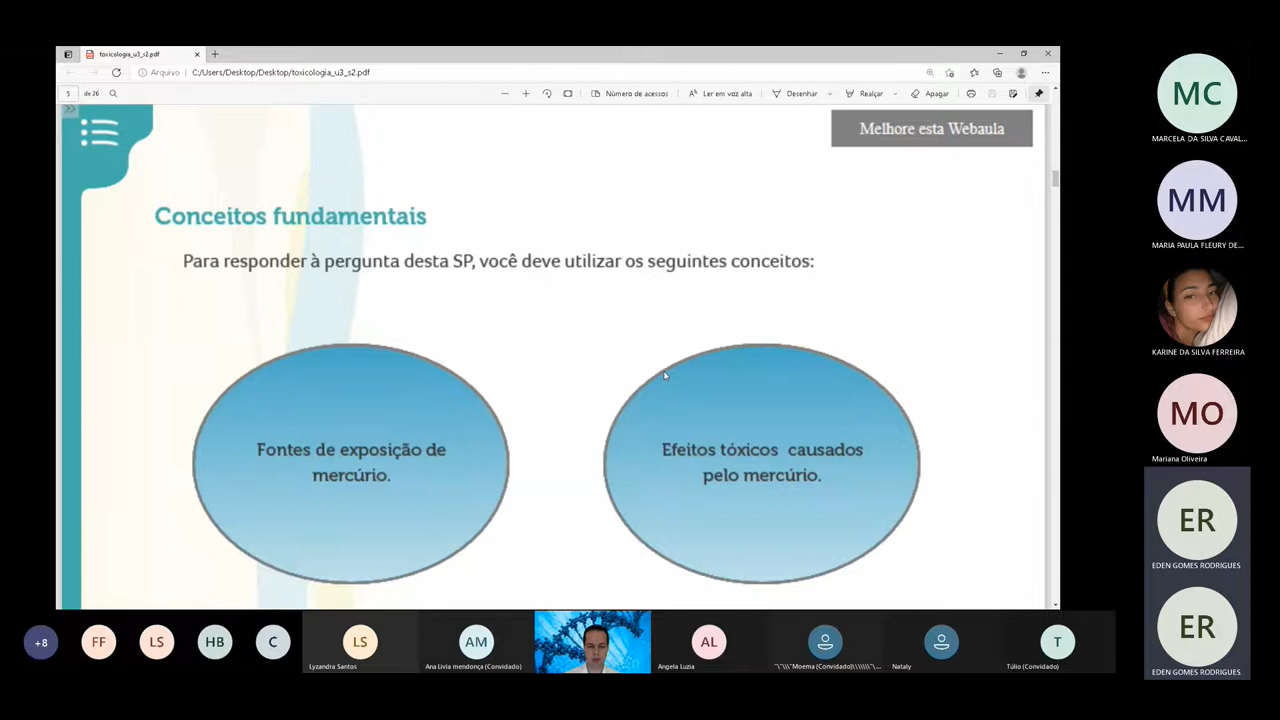 toxicologia_u3_s2.pdf
Arquivo
C:/Users/Desktop/Desktop/toxicologia_u3_s2.pdf
5 de 26
Número de acessos
Ler em voz alta
Desenhar
Realçar
Apagar
Melhore esta Webaula
Conceitos fundamentais
Para responder à pergunta desta SP, você deve utilizar os seguintes conceitos:
Fontes de exposição de
mercúrio.
Efeitos tóxicos causados
pelo mercúrio.
MC
MARCELA DA SILVA CAVAL...
MM
MARIA PAULA FLEURY DE...
KARINE DA SILVA FERREIRA
MO
Mariana Oliveira
ER
EDEN GOMES RODRIGUES
ER
EDEN GOMES RODRIGUES
+8
FF
LS
HB
C
LS
Lyzandra Santos
AM
Ana Livia mendonça (Convidado)
AL
Angela Luzia
Moema (Convidado)
Nataly
T
Túlio (Convidado)